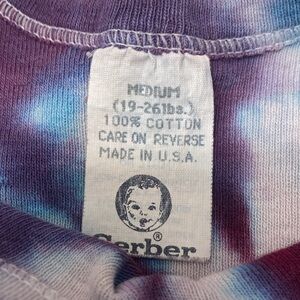 MEDIUM
(19-26lbs.)
100% COTTON
CARE ON REVERSE
MADE IN U.S.A.
®
Gerber